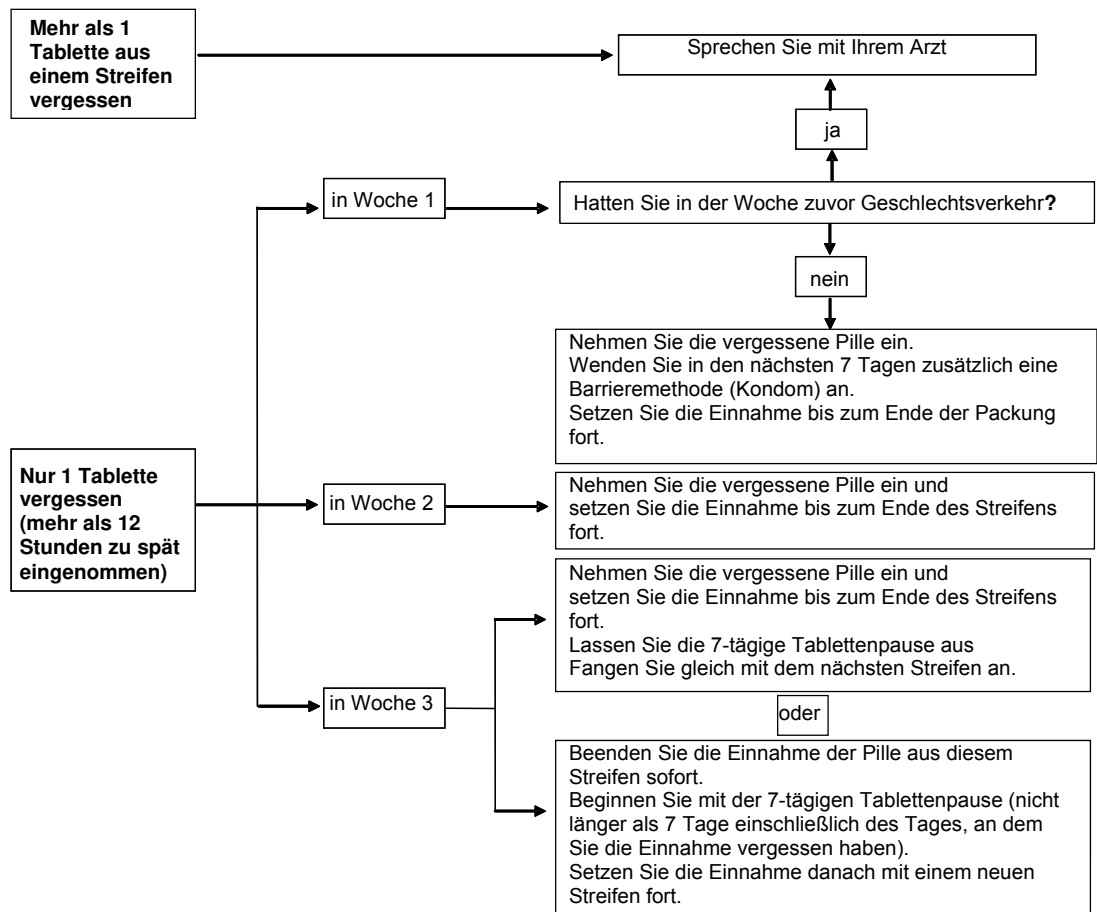 Mehr als 1
Tablette aus
einem Streifen
vergessen
Sprechen Sie mit Ihrem Arzt
ja
in Woche 1
Hatten Sie in der Woche zuvor Geschlechtsverkehr?
nein
Nehmen Sie die vergessene Pille ein.
Wenden Sie in den nächsten 7 Tagen zusätzlich eine
Barrieremethode (Kondom) an.
Setzen Sie die Einnahme bis zum Ende der Packung
fort.
Nur 1 Tablette
vergessen
(mehr als 12
Stunden zu spät
eingenommen)
in Woche 2
Nehmen Sie die vergessene Pille ein und
setzen Sie die Einnahme bis zum Ende des Streifens
fort.
in Woche 3
Nehmen Sie die vergessene Pille ein und
setzen Sie die Einnahme bis zum Ende des Streifens
fort.
Lassen Sie die 7-tägige Tablettenpause aus
Fangen Sie gleich mit dem nächsten Streifen an.
oder
Beenden Sie die Einnahme der Pille aus diesem
Streifen sofort.
Beginnen Sie mit der 7-tägigen Tablettenpause (nicht
länger als 7 Tage einschließlich des Tages, an dem
Sie die Einnahme vergessen haben).
Setzen Sie die Einnahme danach mit einem neuen
Streifen fort.